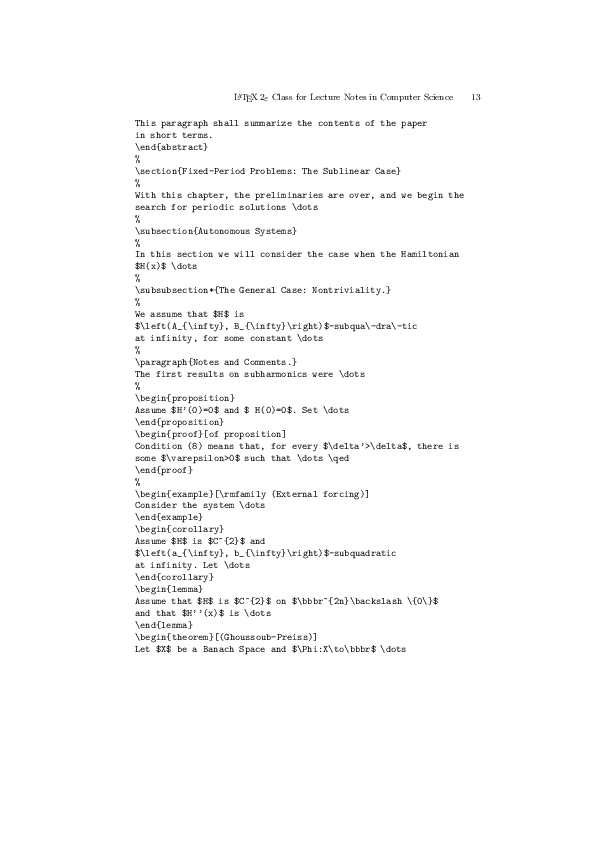 LATEX 2ε Class for Lecture Notes in Computer Science 13
This paragraph shall summarize the contents of the paper
in short terms.
\end{abstract}
%
\section{Fixed-Period Problems: The Sublinear Case}
%
With this chapter, the preliminaries are over, and we begin the
search for periodic solutions \dots
%
\subsection{Autonomous Systems}
%
In this section we will consider the case when the Hamiltonian
$H(x)$ \dots
%
\subsubsection*{The General Case: Nontriviality.}
%
We assume that $H$ is
$\left(A_{\infty}, B_{\infty}\right)$-subqua\-dra\-tic
at infinity, for some constant \dots
%
\paragraph{Notes and Comments.}
The first results on subharmonics were \dots
%
\begin{proposition}
Assume $H'(0)=0$ and $ H(0)=0$. Set \dots
\end{proposition}
\begin{proof}[of proposition]
Condition (8) means that, for every $\delta'>\delta$, there is
some $\varepsilon>0$ such that \dots \qed
\end{proof}
%
\begin{example}[\rmfamily (External forcing)]
Consider the system \dots
\end{example}
\begin{corollary}
Assume $H$ is $C^{2}$ and
$\left(a_{\infty}, b_{\infty}\right)$-subquadratic
at infinity. Let \dots
\end{corollary}
\begin{lemma}
Assume that $H$ is $C^{2}$ on $\bbbr^{2n}\backslash \{0\}$
and that $H''(x)$ is \dots
\end{lemma}
\begin{theorem}[(Ghoussoub-Preiss)]
Let $X$ be a Banach Space and $\Phi:X\to\bbbr$ \dots